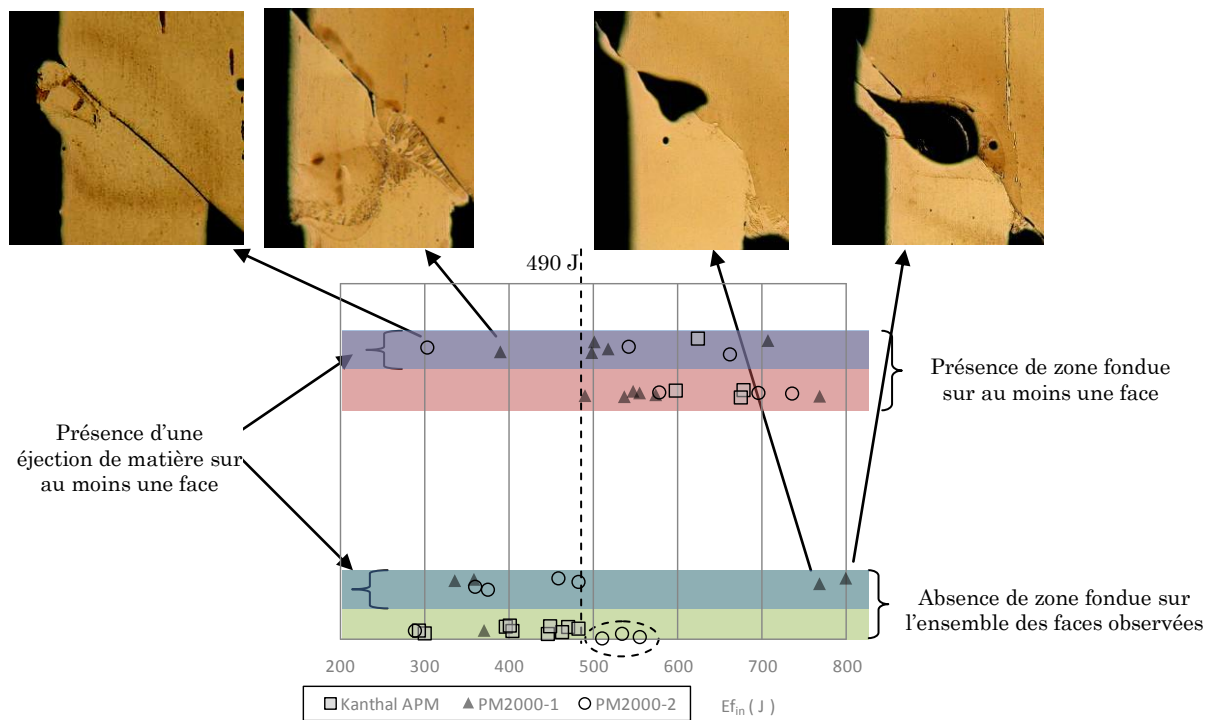 490 J
Présence de zone fondue
sur au moins une face
Présence d'une
éjection de matière sur
au moins une face
Absence de zone fondue sur
l'ensemble des faces observées
200 300 400 500 600 700 800
Kanthal APM PM2000-1 PM2000-2
Ef_in ( J )